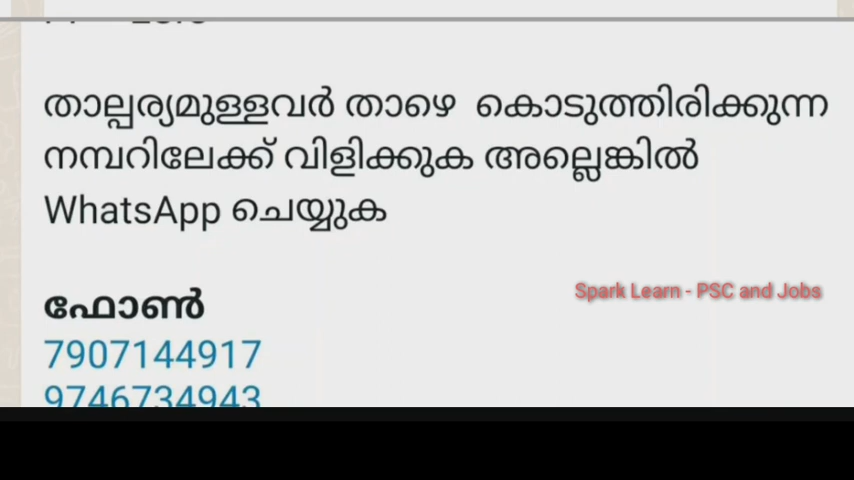 താല്പര്യമുള്ളവർ താഴെ കൊടുത്തിരിക്കുന്ന
നമ്പറിലേക്ക് വിളിക്കുക അല്ലെങ്കിൽ
WhatsApp ചെയ്യുക
Spark Learn - PSC and Jobs
ഫോൺ
7907144917
9746734943